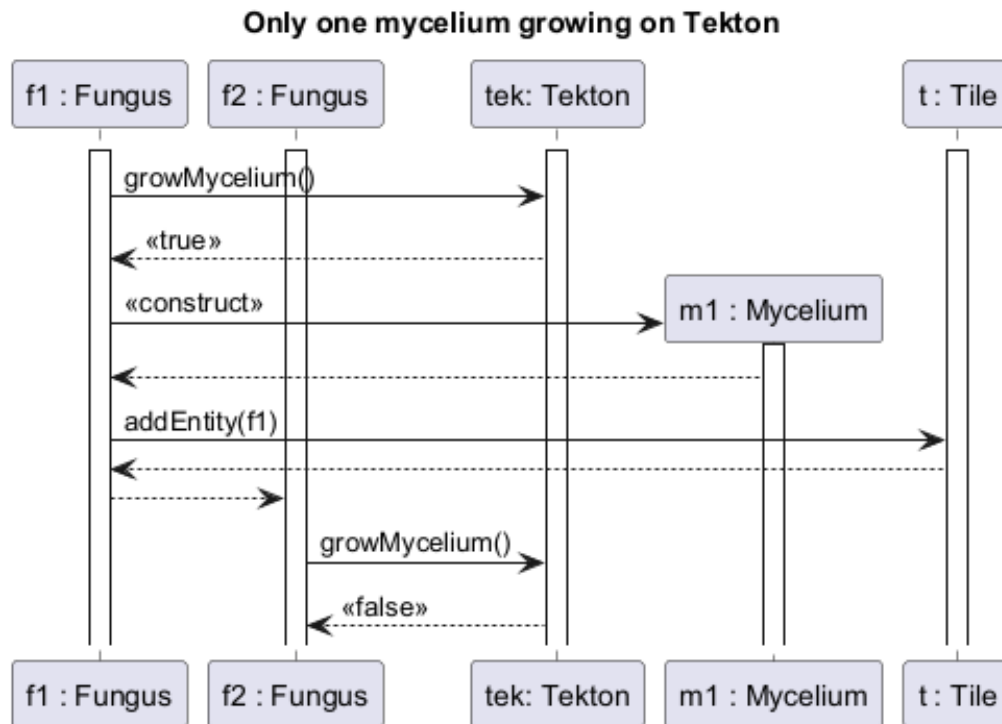 Only one mycelium growing on Tekton
f1 : Fungus
f2 : Fungus
tek: Tekton
t : Tile
growMycelium()
«true»
«construct»
m1 : Mycelium
addEntity(f1)
growMycelium()
«false»
f1 : Fungus
f2 : Fungus
tek: Tekton
m1 : Mycelium
t : Tile